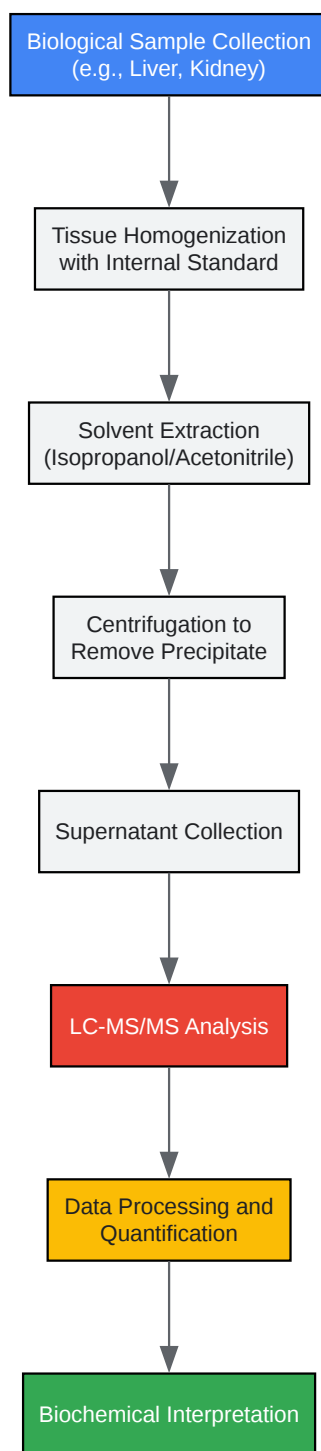 Biological Sample Collection
(e.g., Liver, Kidney)
Tissue Homogenization
with Internal Standard
Solvent Extraction
(Isopropanol/Acetonitrile)
Centrifugation to
Remove Precipitate
Supernatant Collection
LC-MS/MS Analysis
Data Processing and
Quantification
Biochemical Interpretation